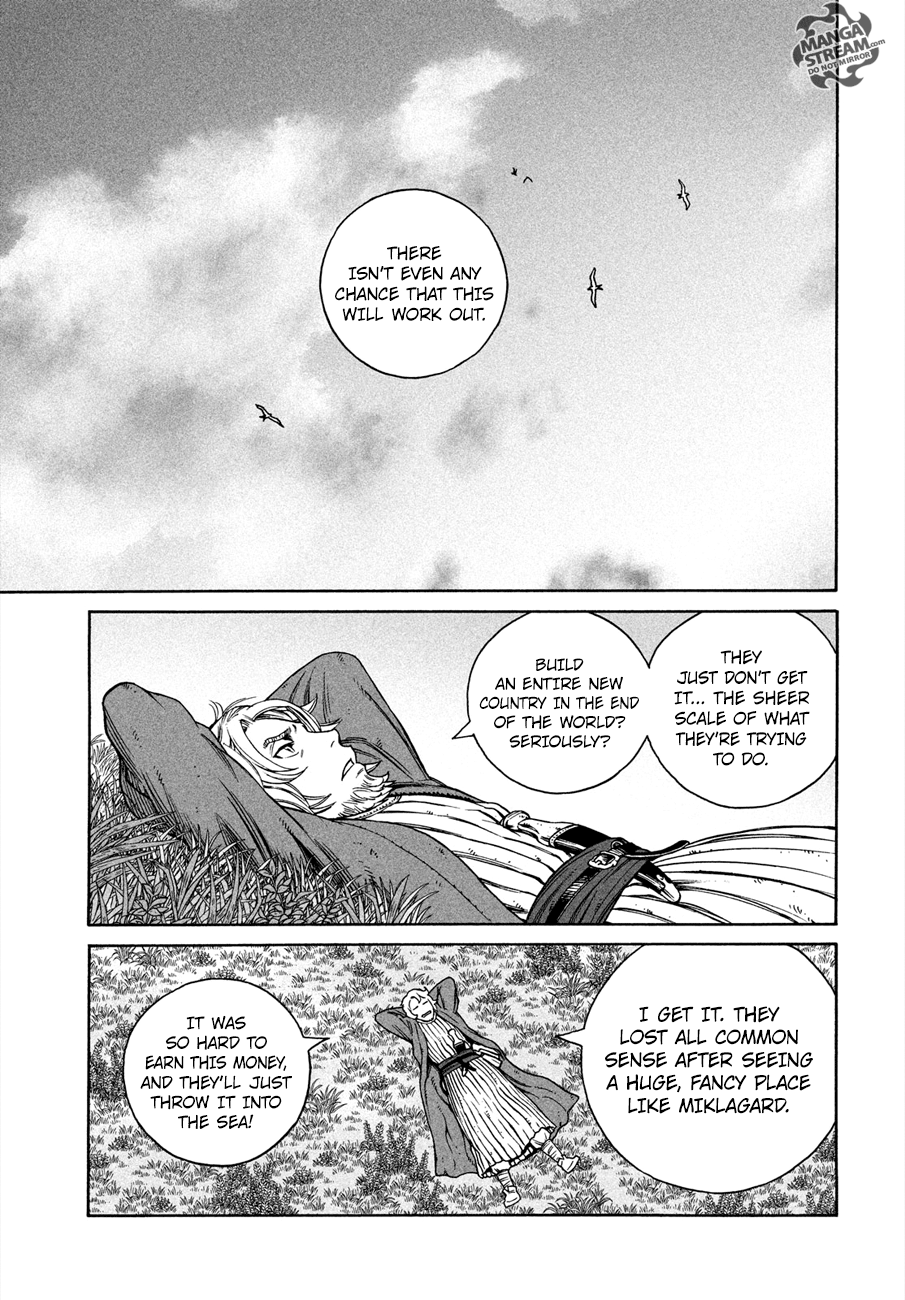 MANGA
STREAM.com
DO NOT MIRROR
THERE
ISN'T EVEN ANY
CHANCE THAT THIS
WILL WORK OUT.
THEY
JUST DON'T GET
IT... THE SHEER
SCALE OF WHAT
THEY'RE TRYING
TO DO.
BUILD
AN ENTIRE NEW
COUNTRY IN THE END
OF THE WORLD?
SERIOUSLY?
I GET IT. THEY
LOST ALL COMMON
SENSE AFTER SEEING
A HUGE, FANCY PLACE
LIKE MIKLAGARD.
IT WAS
SO HARD TO
EARN THIS MONEY,
AND THEY'LL JUST
THROW IT INTO
THE SEA!